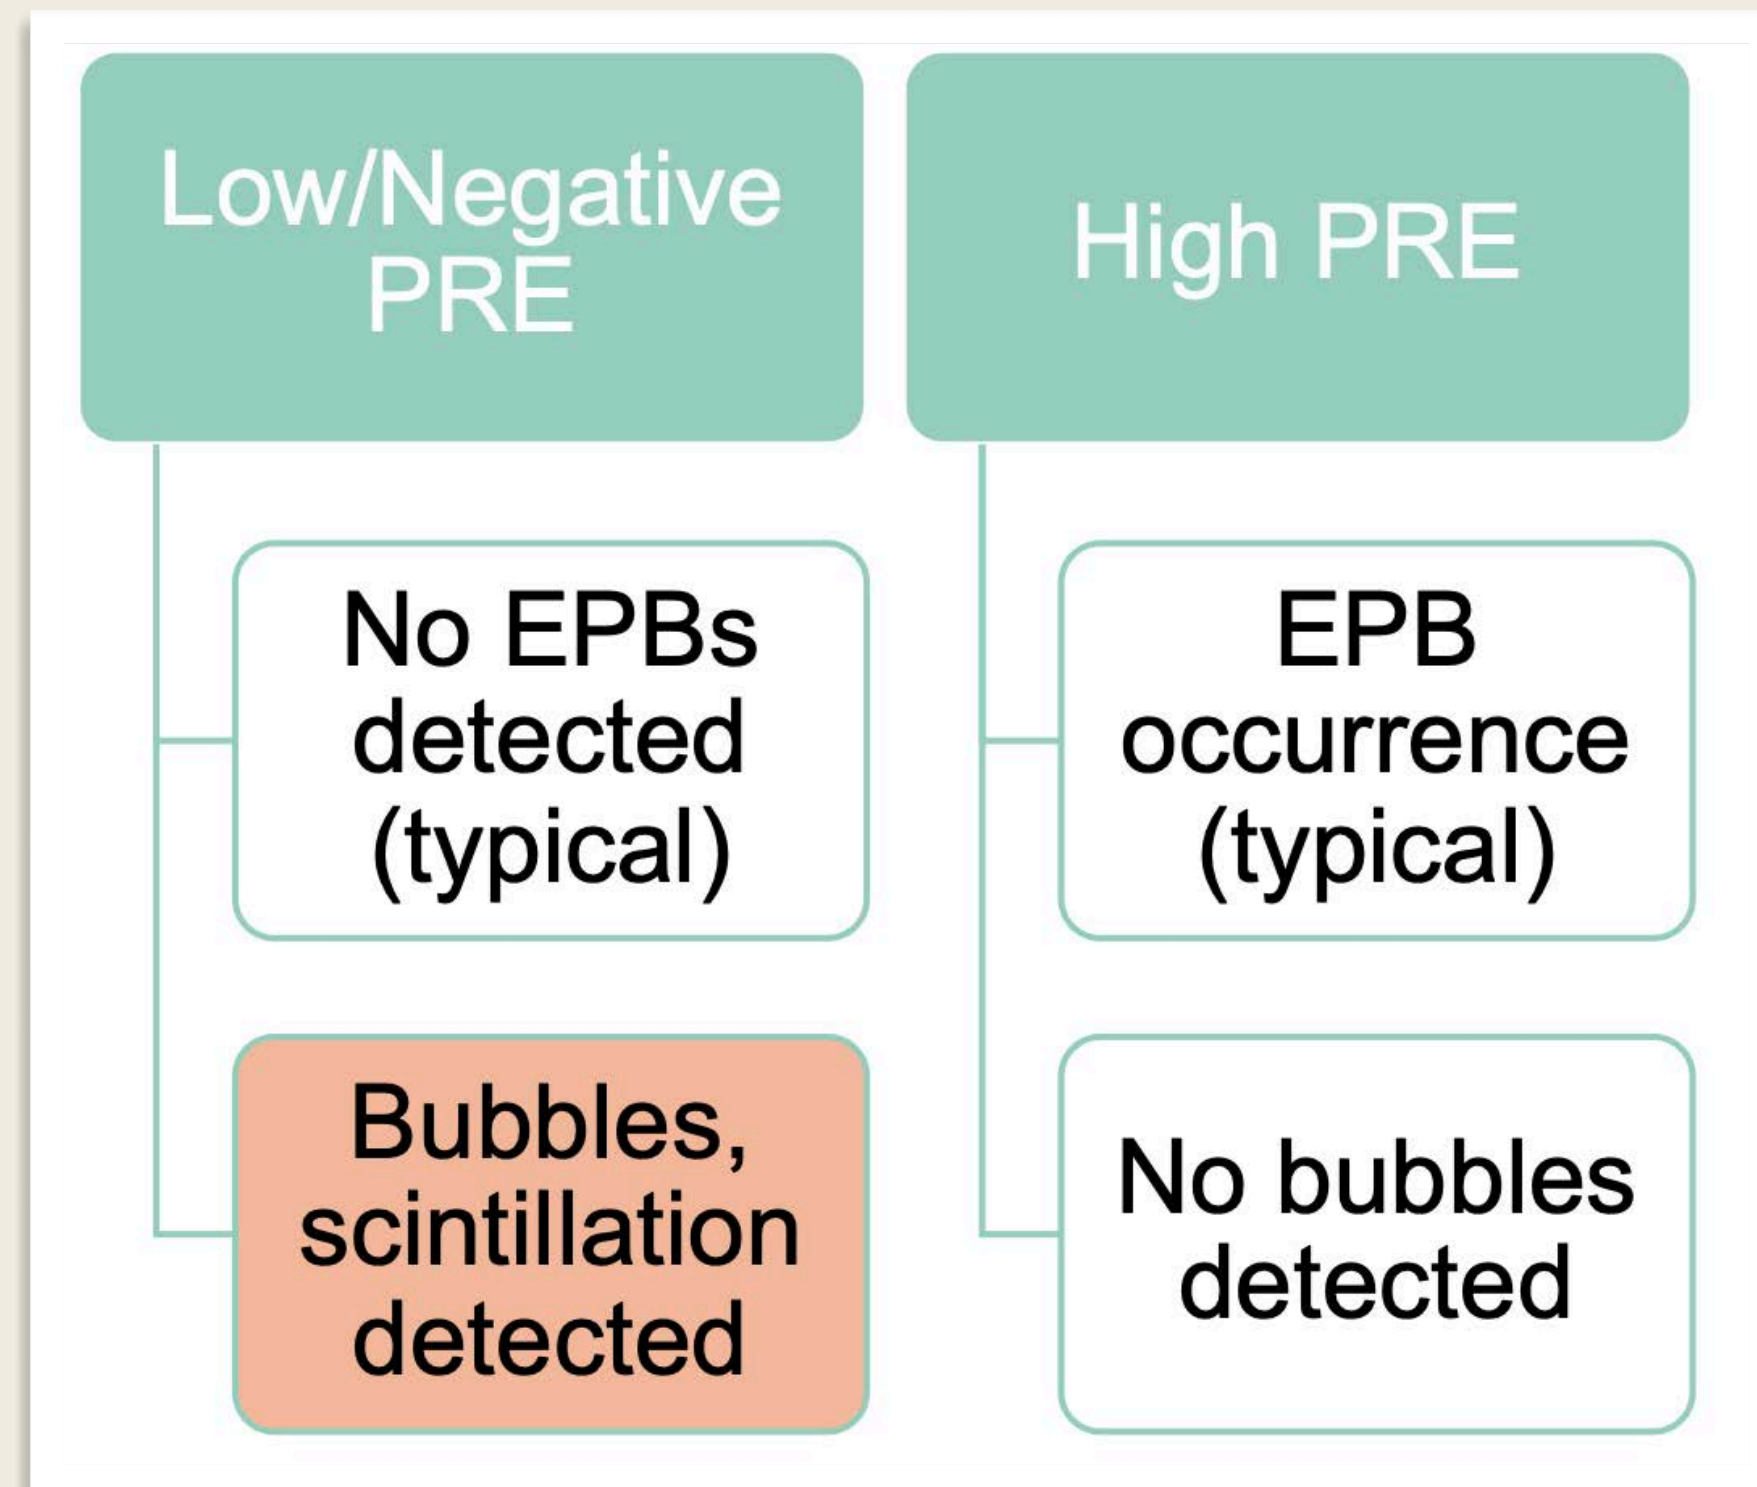 Low/Negative
PRE
No EPBs
detected
(typical)
Bubbles,
scintillation
detected
High PRE
EPB
occurrence
(typical)
No bubbles
detected